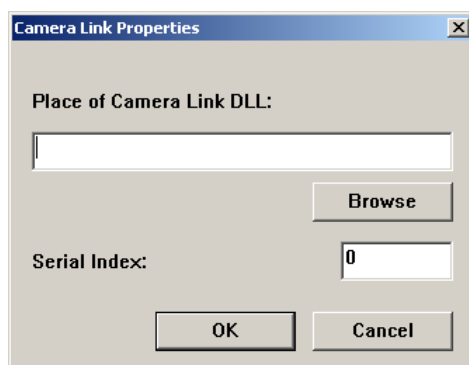 Camera Link Properties
Place of Camera Link DLL:
Browse
Serial Index:
0
OK
Cancel